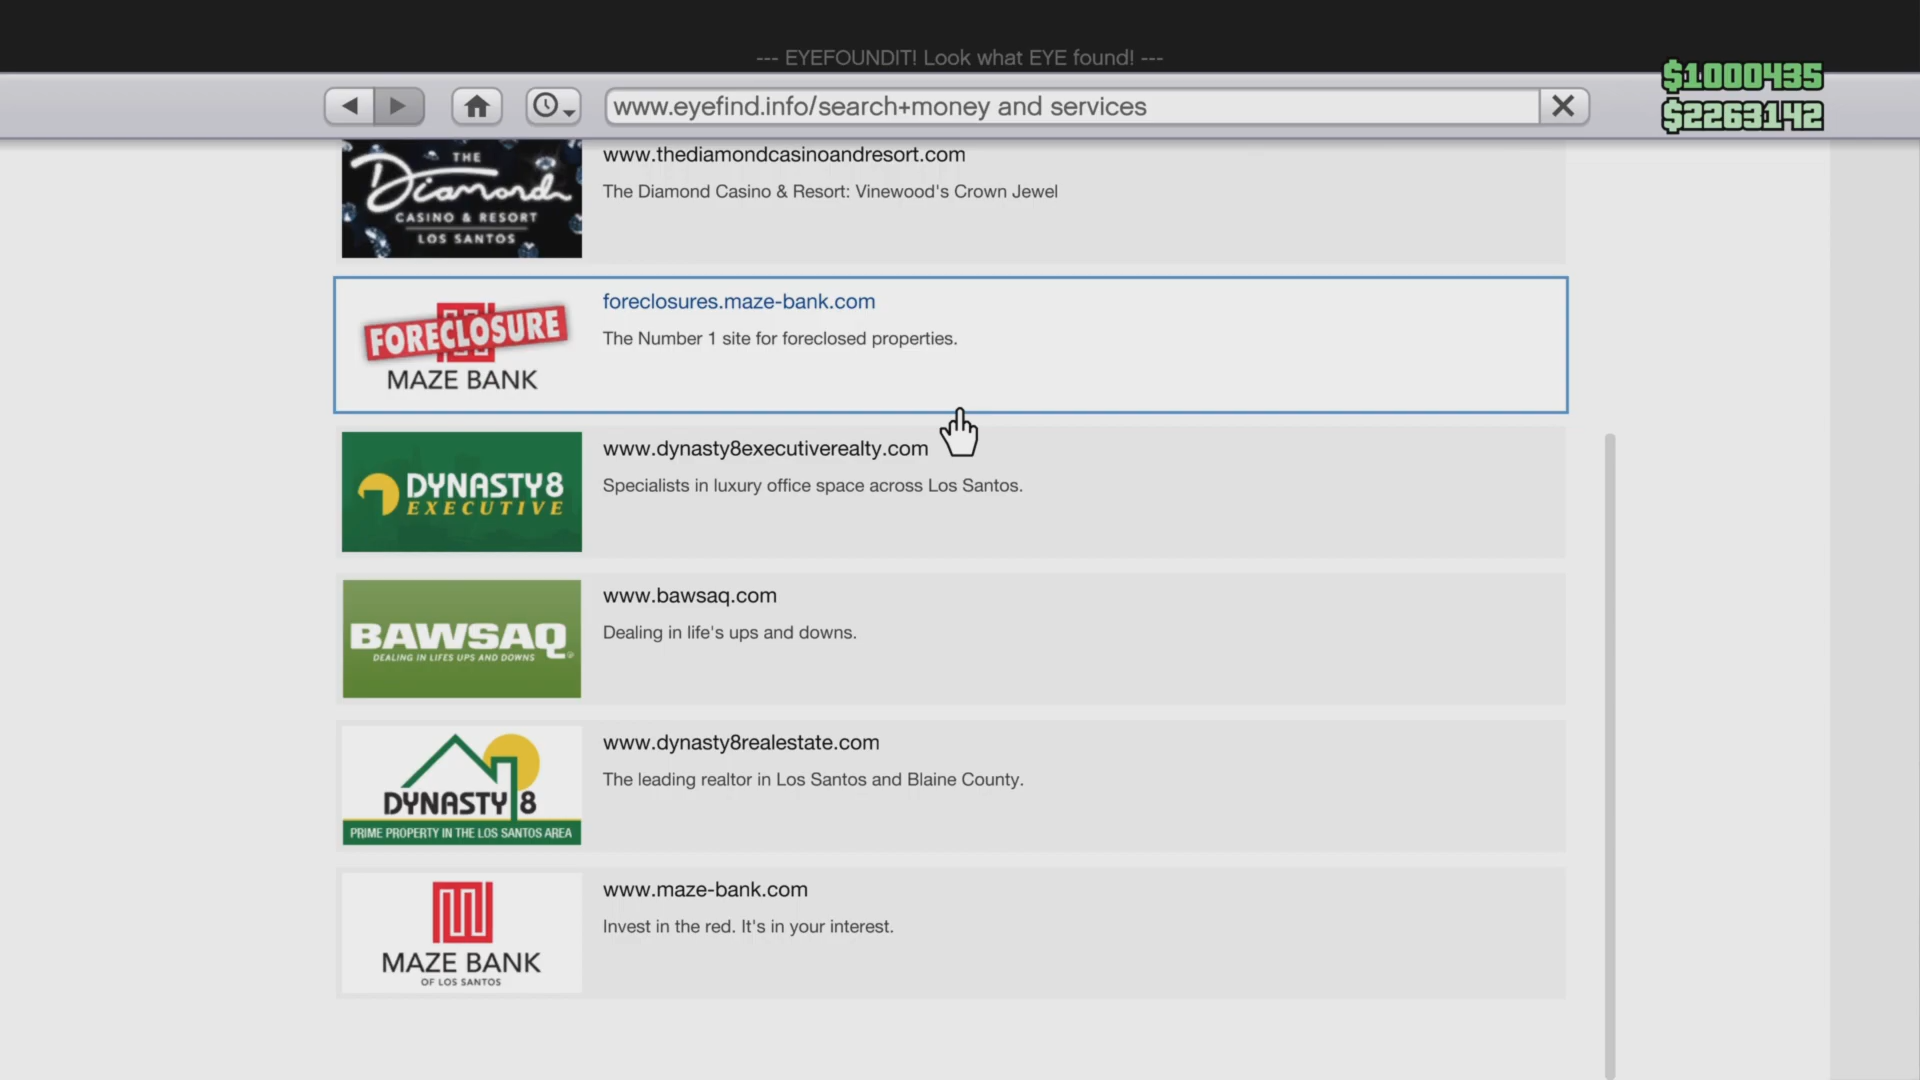 --- EYEFOUNDIT! Look what EYE found! ---
www.eyefind.info/search+money and services
$1000435
$2263142
THE
Diamond
CASINO & RESORT
LOS SANTOS
www.thediamondcasinoandresort.com
The Diamond Casino & Resort: Vinewood's Crown Jewel
FORECLOSURE
MAZE BANK
foreclosures.maze-bank.com
The Number 1 site for foreclosed properties.
DYNASTY8
EXECUTIVE
www.dynasty8executiverealty.com
Specialists in luxury office space across Los Santos.
BAWSAQ
DEALING IN LIFES UPS AND DOWNS
www.bawsaq.com
Dealing in life's ups and downs.
DYNASTY 8
PRIME PROPERTY IN THE LOS SANTOS AREA
www.dynasty8realestate.com
The leading realtor in Los Santos and Blaine County.
MAZE BANK
OF LOS SANTOS
www.maze-bank.com
Invest in the red. It's in your interest.